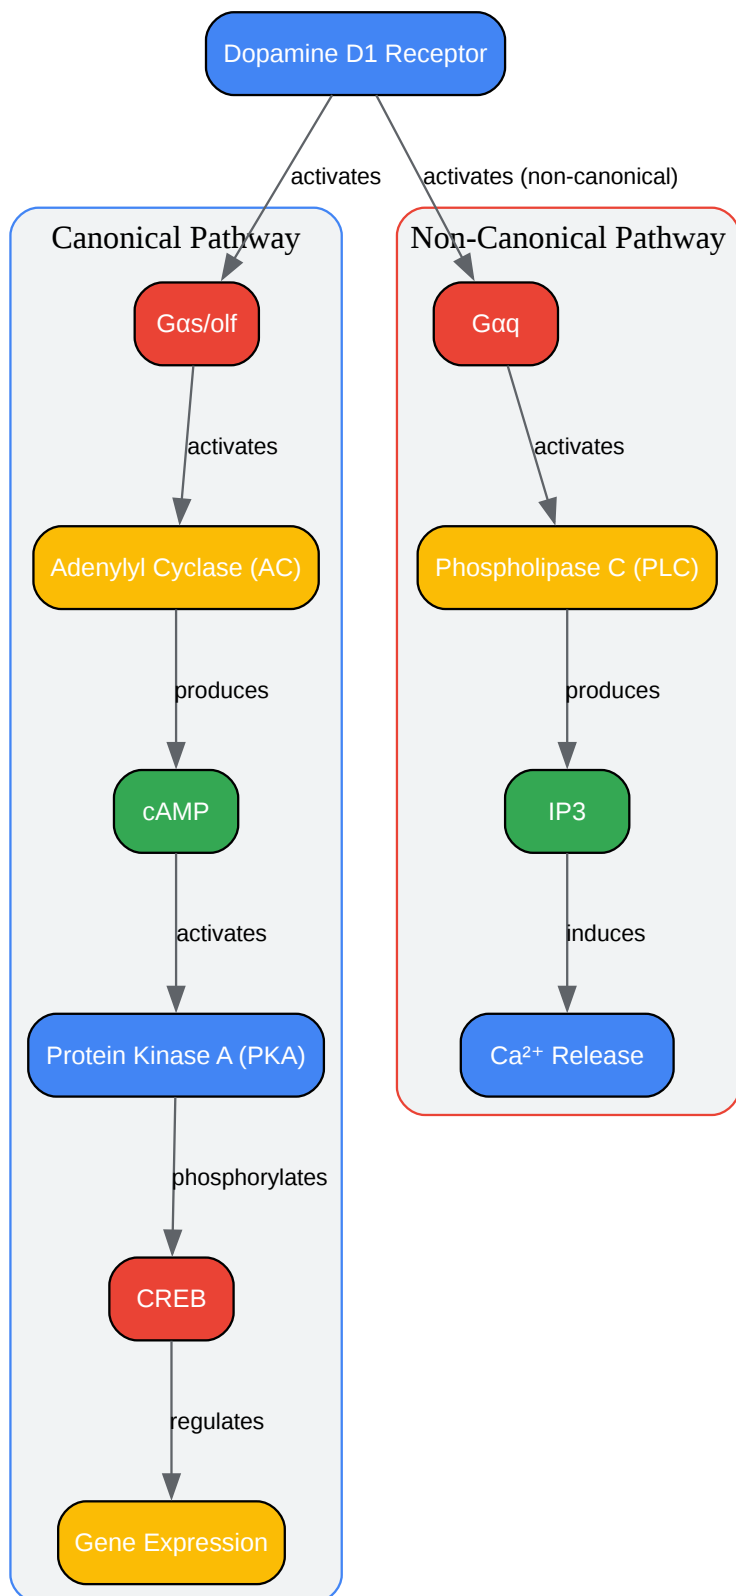 Dopamine D1 Receptor
activates
activates (non-canonical)
Canonical Pathway
Non-Canonical Pathway
Gαs/olf
Gαq
activates
activates
Adenylyl Cyclase (AC)
Phospholipase C (PLC)
produces
produces
cAMP
IP3
activates
induces
Protein Kinase A (PKA)
Ca²⁺ Release
phosphorylates
CREB
regulates
Gene Expression